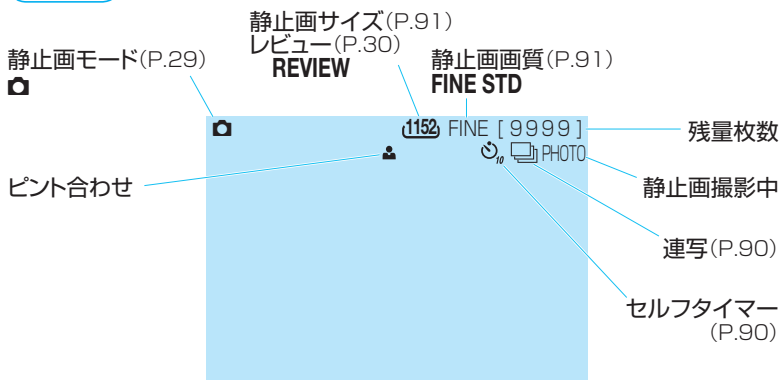 静止画サイズ(P.91)
レビュー(P.30)
REVIEW
静止画モード(P.29)
静止画画質(P.91)
FINE STD
1152 FINE [9999]
残量枚数
10 PHOTO
ピント合わせ
静止画撮影中
連写(P.90)
セルフタイマー
(P.90)